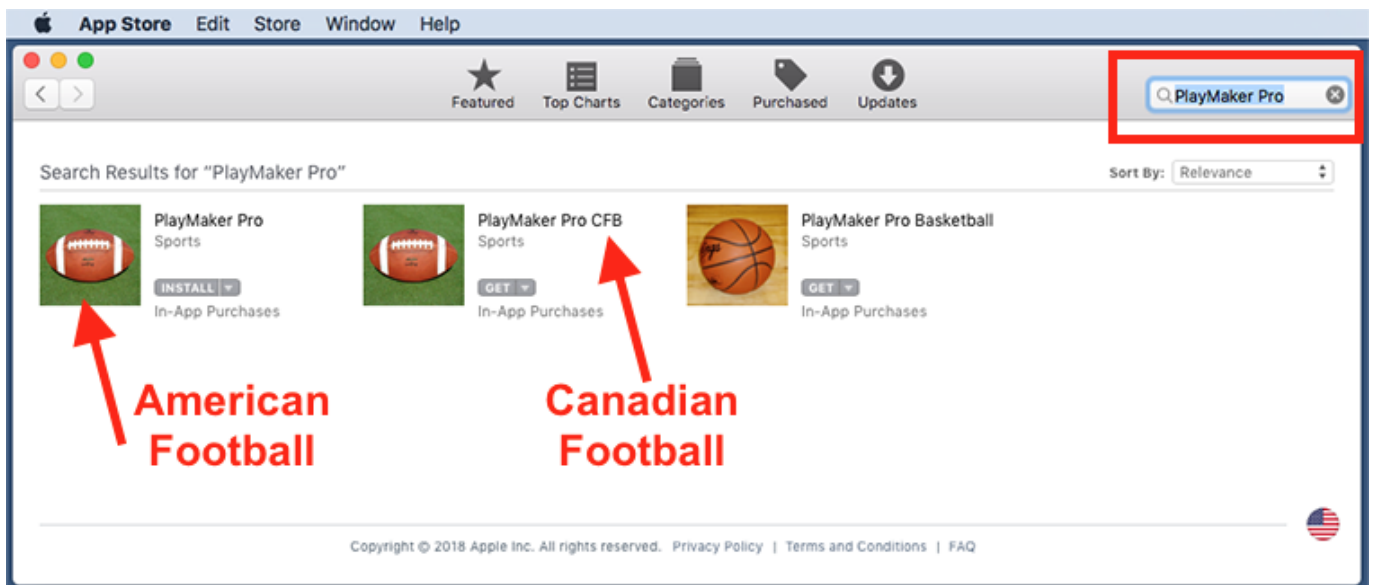 App Store Edit Store Window Help
Featured Top Charts Categories Purchased Updates
PlayMaker Pro
Search Results for “PlayMaker Pro”
Sort By: Relevance
PlayMaker Pro
Sports
INSTALL
In-App Purchases
PlayMaker Pro CFB
Sports
GET
In-App Purchases
PlayMaker Pro Basketball
Sports
GET
In-App Purchases
American
Football
Canadian
Football
Copyright © 2018 Apple Inc. All rights reserved. Privacy Policy | Terms and Conditions | FAQ